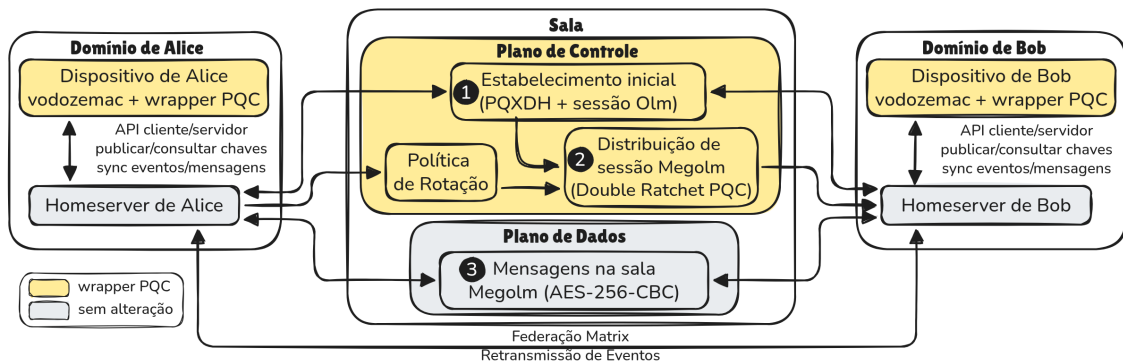 Sala
Domínio de Alice
Dispositivo de Alice
vodozemac + wrapper PQC
API cliente/servidor
publicar/consultar chaves
sync eventos/mensagens
Homeserver de Alice
Plano de Controle
1
Estabelecimento inicial
(PQXDH + sessão Olm)
Política
de Rotação
2
Distribuição de
sessão Megolm
(Double Ratchet PQC)
Plano de Dados
3
Mensagens na sala
Megolm (AES-256-CBC)
Domínio de Bob
Dispositivo de Bob
vodozemac + wrapper PQC
API cliente/servidor
publicar/consultar chaves
sync eventos/mensagens
Homeserver de Bob
wrapper PQC
sem alteração
Federação Matrix
Retransmissão de Eventos